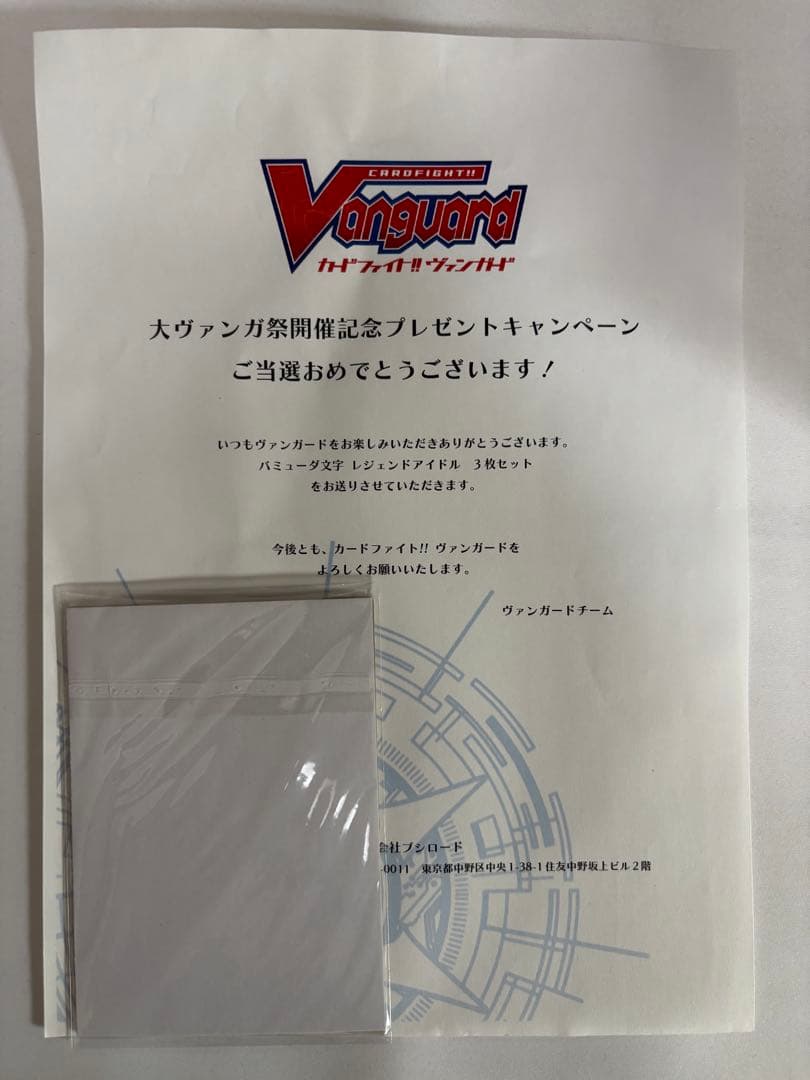 CARDFIGHT!!
Vanguard
カードファイト!! ヴァンガード
大ヴァンガ祭開催記念プレゼントキャンペーン
ご当選おめでとうございます！
いつもヴァンガードをお楽しみいただきありがとうございます。
バミューダ文字 レジェンドアイドル　３枚セット
をお送りさせていただきます。
今後とも、カードファイト!! ヴァンガードを
よろしくお願いいたします。
ヴァンガードチーム
会社ブシロード
-0011　東京都中野区中央1-38-1住友中野坂上ビル２階